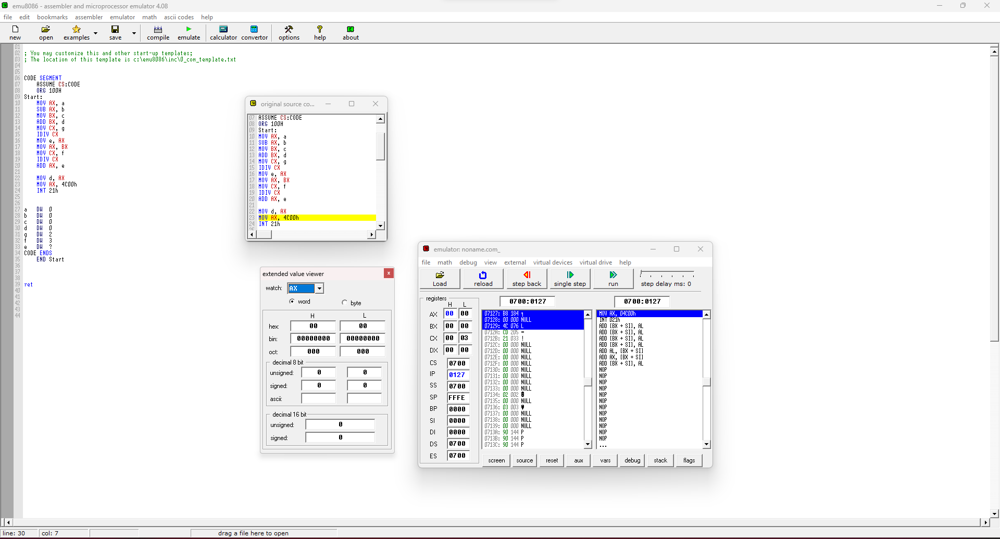 emu8086 - assembler and microprocessor emulator 4.08
file edit bookmarks assembler emulator math ascii codes help
new open examples save compile emulate calculator convertor options help about
01
02 ; You may customize this and other start-up templates;
03 ; The location of this template is c:\emu8086\inc\0_com_template.txt
04
05
06 CODE SEGMENT
07 ASSUME CS:CODE
08 ORG 100H
09 Start:
10 MOV AX, a
11 SUB AX, b
12 MOV BX, c
13 ADD BX, d
14 MOV CX, g
15 IDIV CX
16 MOV e, AX
17 MOV AX, BX
18 MOV CX, f
19 IDIV CX
20 ADD AX, e
21
22 MOV d, AX
23 MOV AX, 4C00h
24 INT 21h
25
26
27 a DW 0
28 b DW 0
29 c DW 0
30 d DW 0
31 g DW 2
32 f DW 3
33 e DW ?
34 CODE ENDS
35 END Start
36
37
38
39 ret
40
41
42
43
44
original source co...
07 ASSUME CS:CODE
08 ORG 100H
09 Start:
10 MOV AX, a
11 SUB AX, b
12 MOV BX, c
13 ADD BX, d
14 MOV CX, g
15 IDIV CX
16 MOV e, AX
17 MOV AX, BX
18 MOV CX, f
19 IDIV CX
20 ADD AX, e
21
22 MOV d, AX
23 MOV AX, 4C00h
24 INT 21h
25
extended value viewer
watch: AX
word byte
H L
hex: 00 00
bin: 00000000 00000000
oct: 000 000
decimal 8 bit
unsigned: 0 0
signed: 0 0
ascii:
decimal 16 bit
unsigned: 0
signed: 0
emulator: noname.com_
file math debug view external virtual devices virtual drive help
Load reload step back single step run step delay ms: 0
registers
H L
AX 00 00
BX 00 00
CX 00 03
DX 00 00
CS 0700
IP 0127
SS 0700
SP FFFE
BP 0000
SI 0000
DI 0000
DS 0700
ES 0700
0700:0127
07127: B8 184 ╕
07128: 00 000 NULL
07129: 4C 076 L
0712A: CD 205 =
0712B: 21 033 !
0712C: 00 000 NULL
0712D: 00 000 NULL
0712E: 00 000 NULL
0712F: 00 000 NULL
07130: 00 000 NULL
07131: 00 000 NULL
07132: 00 000 NULL
07133: 00 000 NULL
07134: 02 002 ☻
07135: 00 000 NULL
07136: 03 003 ♥
07137: 00 000 NULL
07138: 00 000 NULL
07139: 00 000 NULL
0713A: 90 144 P
0713B: 90 144 P
0713C: 90 144 P
0700:0127
MOV AX, 04C00h
INT 021h
ADD [BX + SI], AL
ADD [BX + SI], AL
ADD [BX + SI], AL
ADD [BX + SI], AL
ADD AL, [BX + SI]
ADD AX, [BX + SI]
ADD [BX + SI], AL
NOP
NOP
NOP
NOP
NOP
NOP
NOP
NOP
NOP
NOP
NOP
NOP
...
screen source reset aux vars debug stack flags
line: 30 col: 7 drag a file here to open